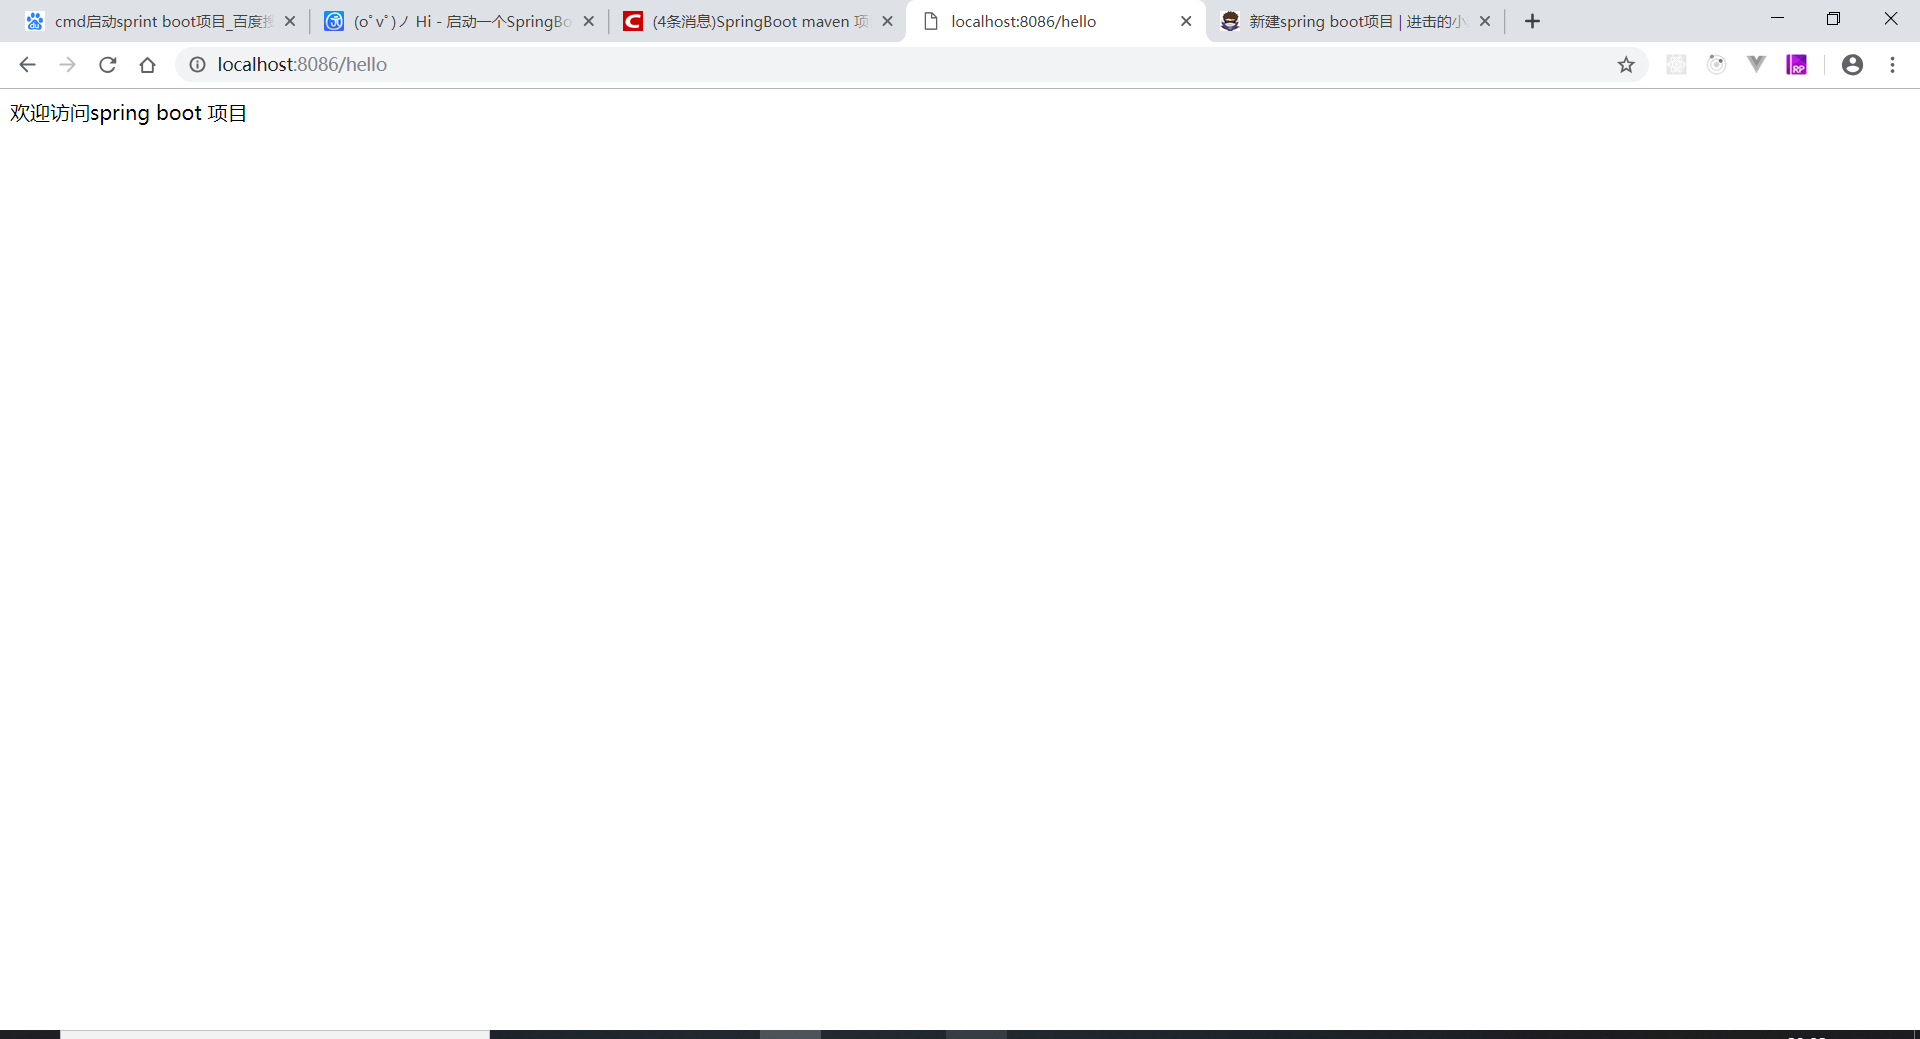 cmd启动sprint boot项目_百度搜
(oﾟvﾟ)ノ Hi - 启动一个SpringBo
(4条消息)SpringBoot maven 项
localhost:8086/hello
新建spring boot项目 | 进击的小
localhost:8086/hello
RP
欢迎访问spring boot 项目